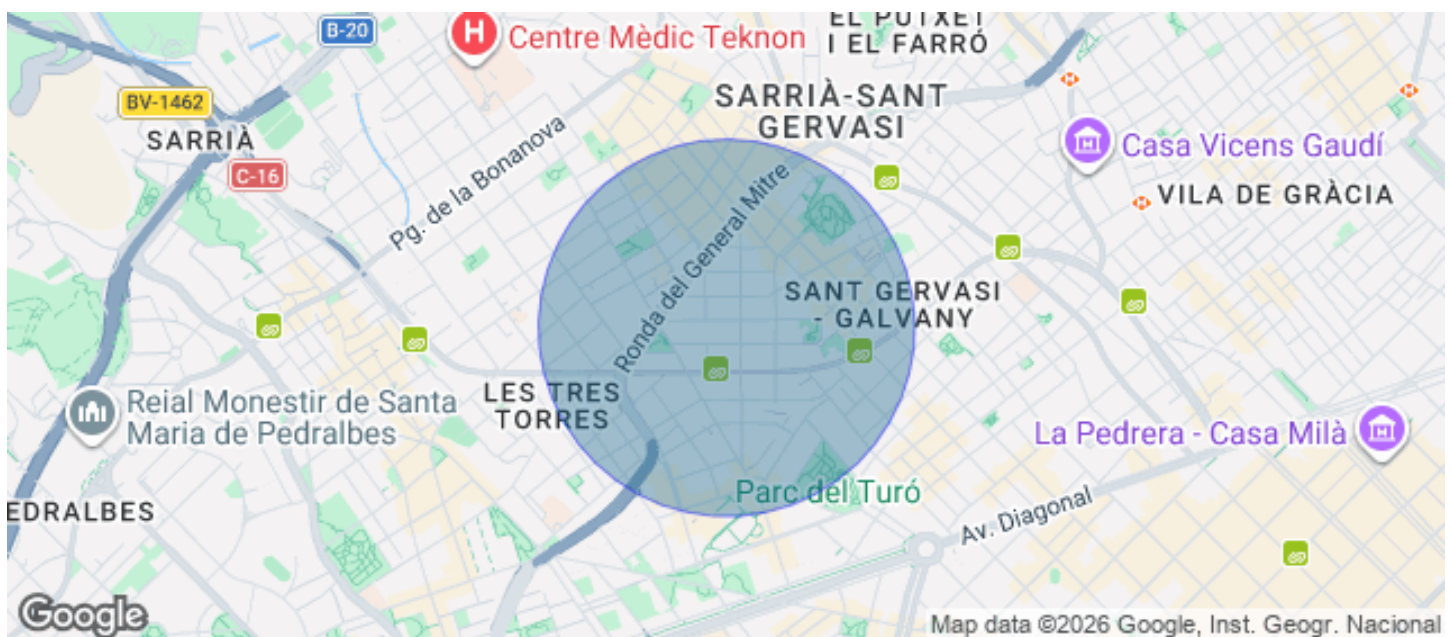 EL PUTXET
I EL FARRÓ
B-20
Centre Mèdic Teknon
BV-1462
SARRIÀ-SANT
GERVASI
SARRIÀ
Casa Vicens Gaudí
C-16
Pg. de la Bonanova
Ronda del General Mitre
VILA DE GRÀCIA
SANT GERVASI
- GALVANY
LES TRES
TORRES
Reial Monestir de Santa
Maria de Pedralbes
La Pedrera - Casa Milà
Parc del Turó
EDRALBES
Av. Diagonal
Google
Map data ©2026 Google, Inst. Geogr. Nacional